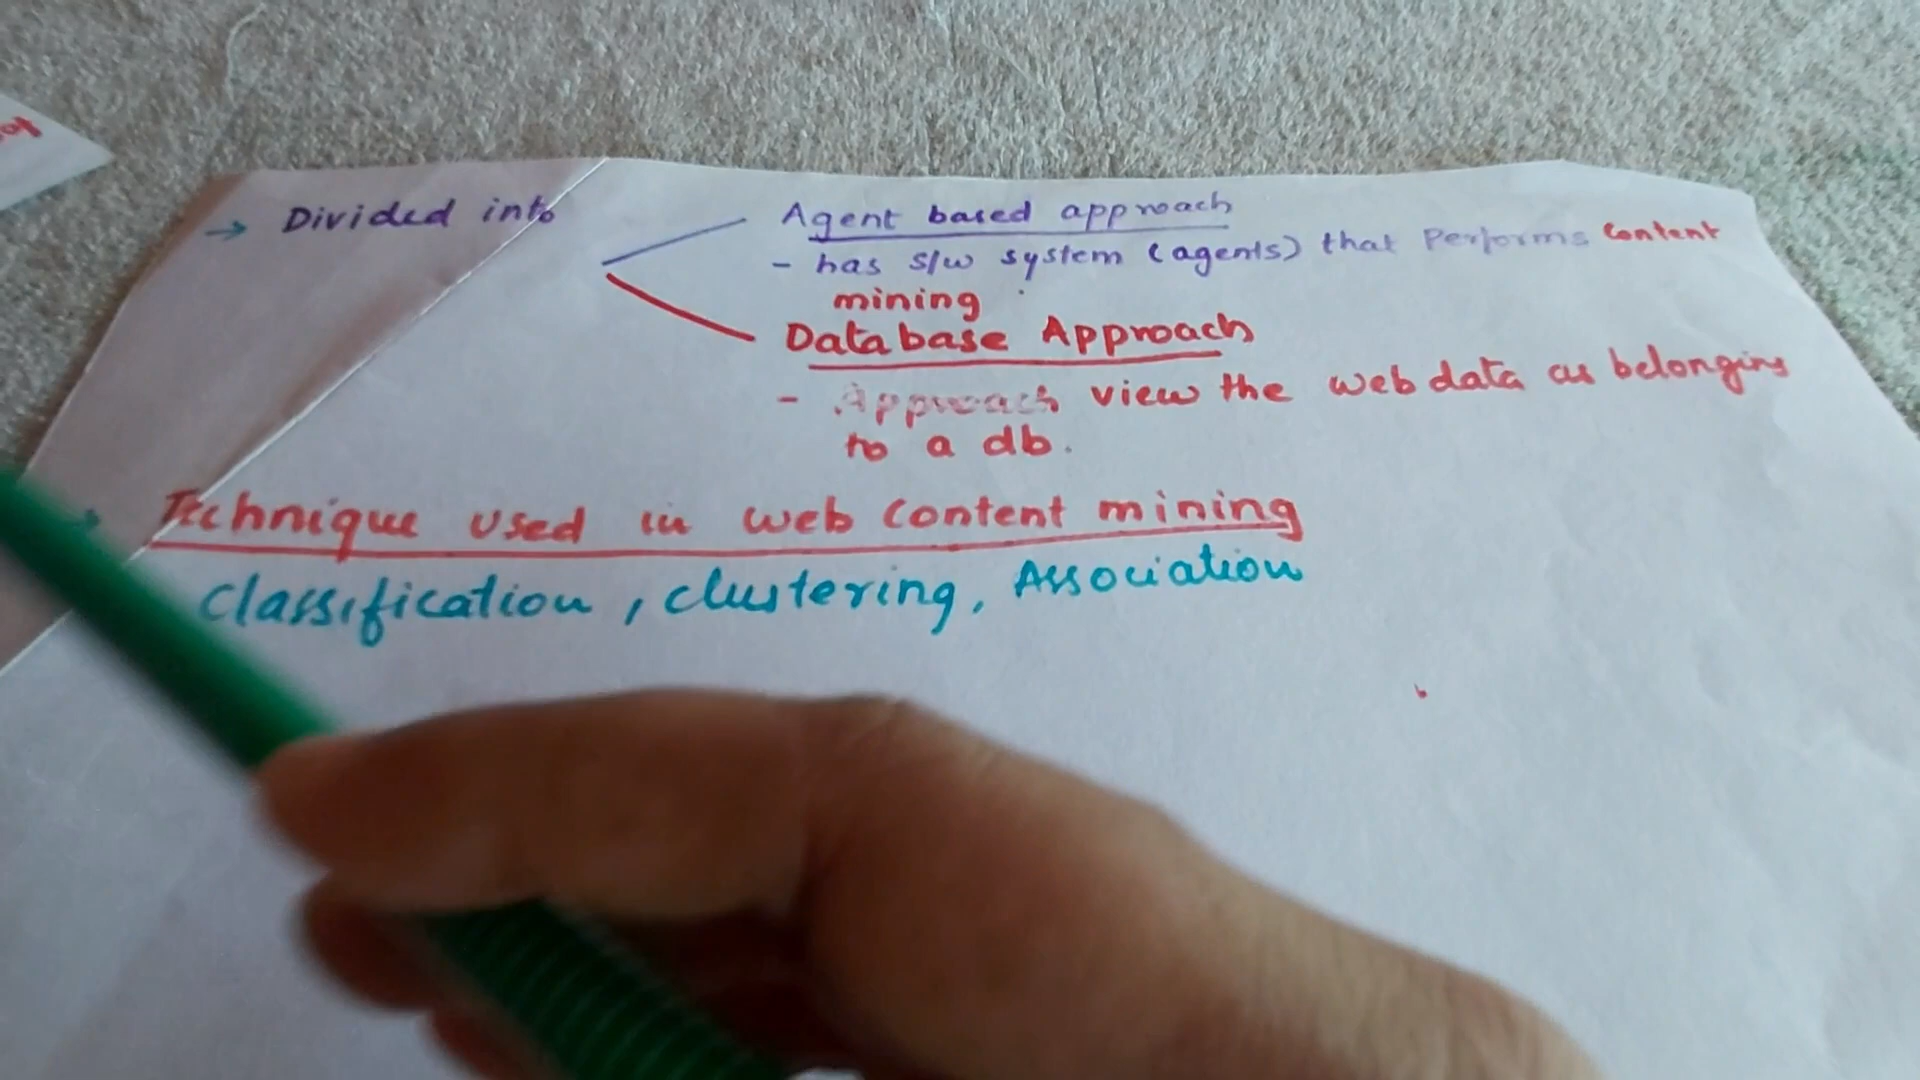 → Divided into
Agent based approach
- has s/w system (agents) that performs content
mining
Database Approach
- Approach view the web data as belonging
to a db.
Technique used in web content mining
Classification, clustering, Association